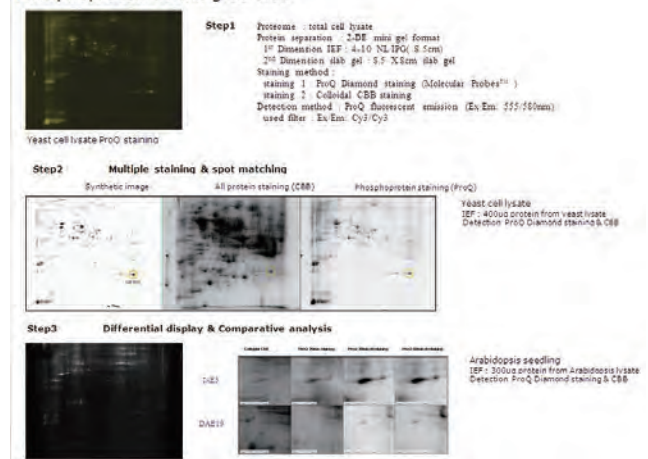 Step1
Proteome : total cell lysate
Protein separation : 2-DE mini gel format
1st Dimension IEF : 4-10 NL IPG( 8.5cm)
2nd Dimension slab gel : 8.5 X 8cm slab gel
Staining method :
staining 1 : ProQ Diamond staining (Molecular Probes )
staining 2 : Colloidal CBB staining
Detection method : ProQ fluorescent emission (Ex/Em: 555/580nm)
used filter : Ex/Em: Cy3/Cy3
Yeast cell lysate ProQ staining
Step2 Multiple staining & spot matching
Synthetic image All protein staining (CBB) Phosphoprotein staining (ProQ)
Yeast cell lysate
IEF : 400ug protein from yeast lysate
Detection ProQ Diamond staining & CBB
Step3 Differential display & Comparative analysis
Arabidopsis seedling
IEF : 300ug protein from Arabidopsis lysate
Detection ProQ Diamond staining & CBB
DAE19